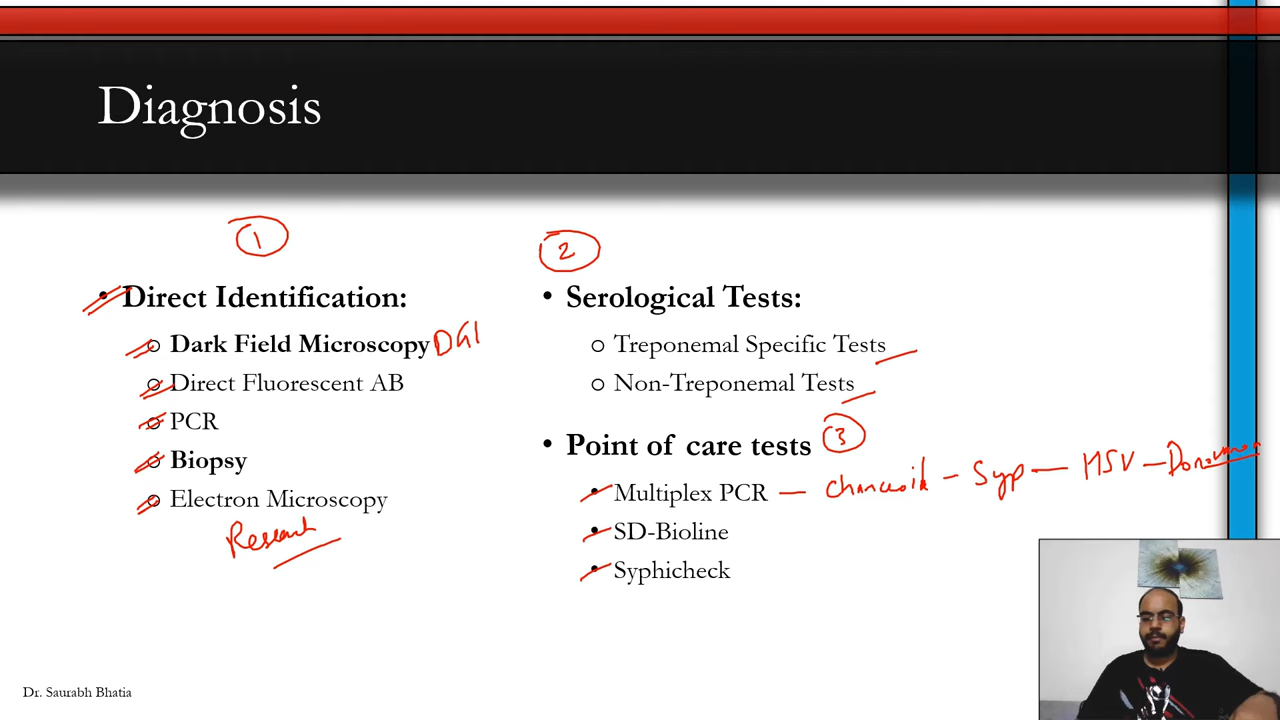 Diagnosis
1
• Direct Identification:
Dark Field Microscopy DGI
Direct Fluorescent AB
PCR
Biopsy
Electron Microscopy
Research
2
• Serological Tests:
Treponemal Specific Tests
Non-Treponemal Tests
• Point of care tests 3
Multiplex PCR — Chancroid — Syp — HSV —
SD-Bioline
Syphicheck
Dr. Saurabh Bhatia